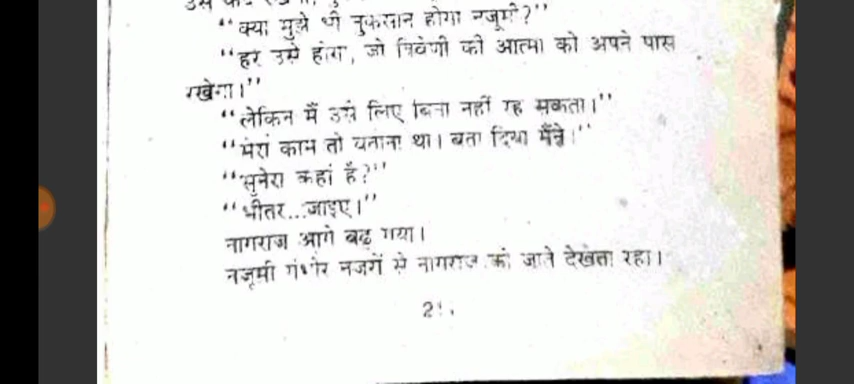 "क्या मुझे भी नुकसान होगा नजूमी?"
"हर उसे होगा, जो त्रिवेणी की आत्मा को अपने पास
रखेगा।"
"लेकिन मैं उसे लिए बिना नहीं रह सकता।"
"मेरा काम तो बताना था। बता दिया मैंने।"
"सुनेरा कहां है?"
"भीतर...जाइए।"
नागराज आगे बढ़ गया।
नजूमी गंभीर नजरों से नागराज को जाते देखता रहा।